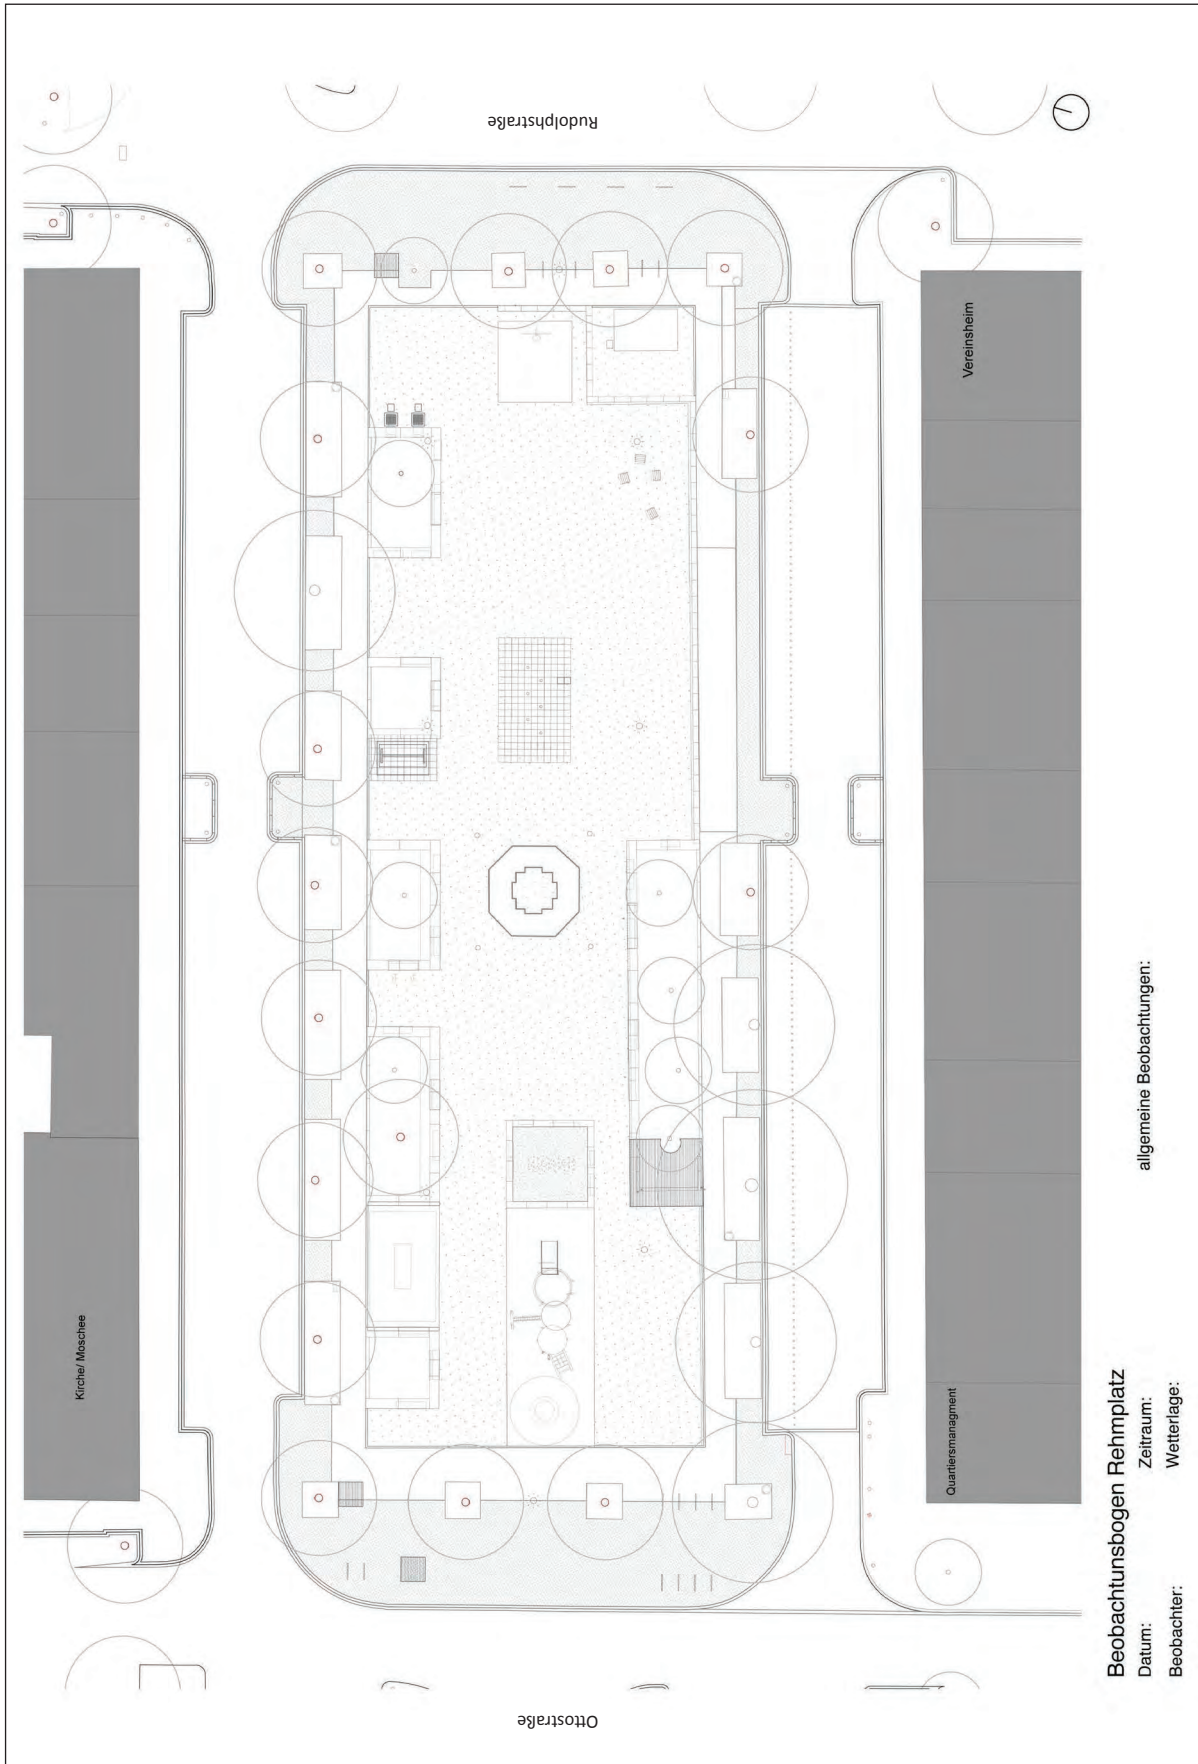 Rudolphstraße
Kirche/ Moschee
Vereinsheim
Quartiersmanagment
Ottostraße
Beobachtunsbogen Rehmplatz
Datum:
Zeitraum:
allgemeine Beobachtungen:
Beobachter:
Wetterlage: